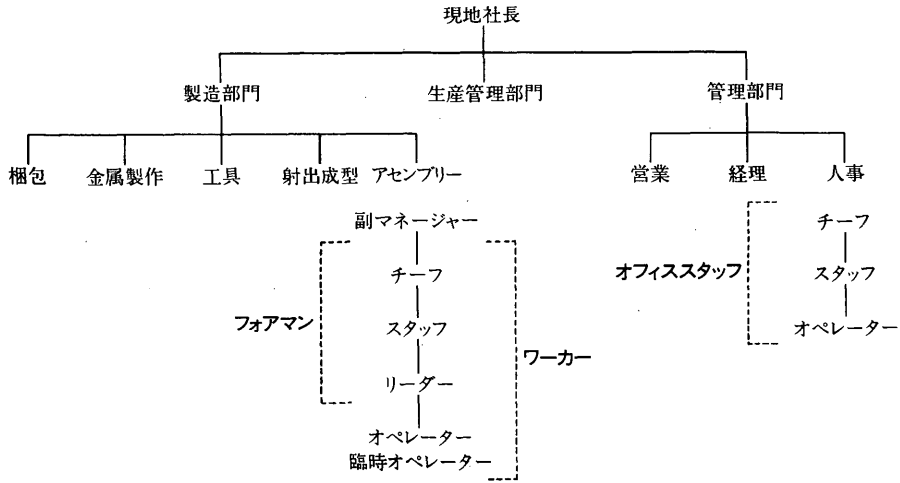 現地社長
製造部門 生産管理部門 管理部門
梱包 金属製作 工具 射出成型 アセンブリー 営業 経理 人事
副マネージャー
チーフ
スタッフ
リーダー
オペレーター
臨時オペレーター
フォアマン
ワーカー
チーフ
スタッフ
オペレーター
オフィススタッフ